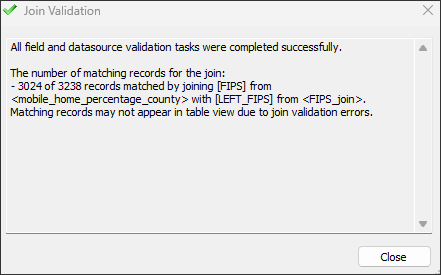 Join Validation
All field and datasource validation tasks were completed successfully.
The number of matching records for the join:
- 3024 of 3238 records matched by joining [FIPS] from
<mobile_home_percentage_county> with [LEFT_FIPS] from <FIPS_join>.
Matching records may not appear in table view due to join validation errors.
Close